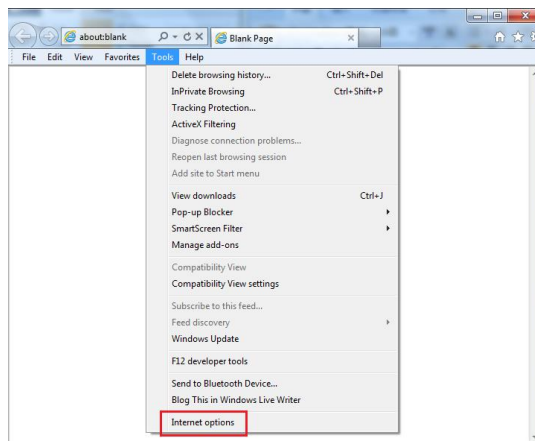 about:blank
Blank Page
File Edit View Favorites Tools Help
Delete browsing history... Ctrl+Shift+Del
InPrivate Browsing Ctrl+Shift+P
Tracking Protection...
ActiveX Filtering
Diagnose connection problems...
Reopen last browsing session
Add site to Start menu
View downloads Ctrl+J
Pop-up Blocker
SmartScreen Filter
Manage add-ons
Compatibility View
Compatibility View settings
Subscribe to this feed...
Feed discovery
Windows Update
F12 developer tools
Send to Bluetooth Device...
Blog This in Windows Live Writer
Internet options